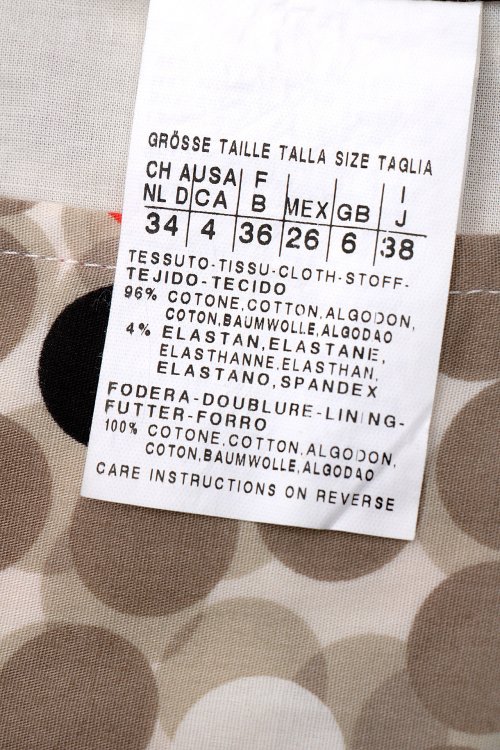 GRÖSSE TAILLE TALLA SIZE TAGLIA
CH A USA F I
NL D CA B MEX GB J
34 4 36 26 6 38
TESSUTO-TISSU-CLOTH-STOFF-
TEJIDO-TECIDO
96% COTONE,COTTON,ALGODON,
COTON,BAUMWOLLE,ALGODAO
4% ELASTAN,ELASTANE,
ELASTHANNE,ELASTHAN,
ELASTANO,SPANDEX
FODERA-DOUBLURE-LINING-
FUTTER-FORRO
100% COTONE,COTTON,ALGODON,
COTON,BAUMWOLLE,ALGODAO
CARE INSTRUCTIONS ON REVERSE